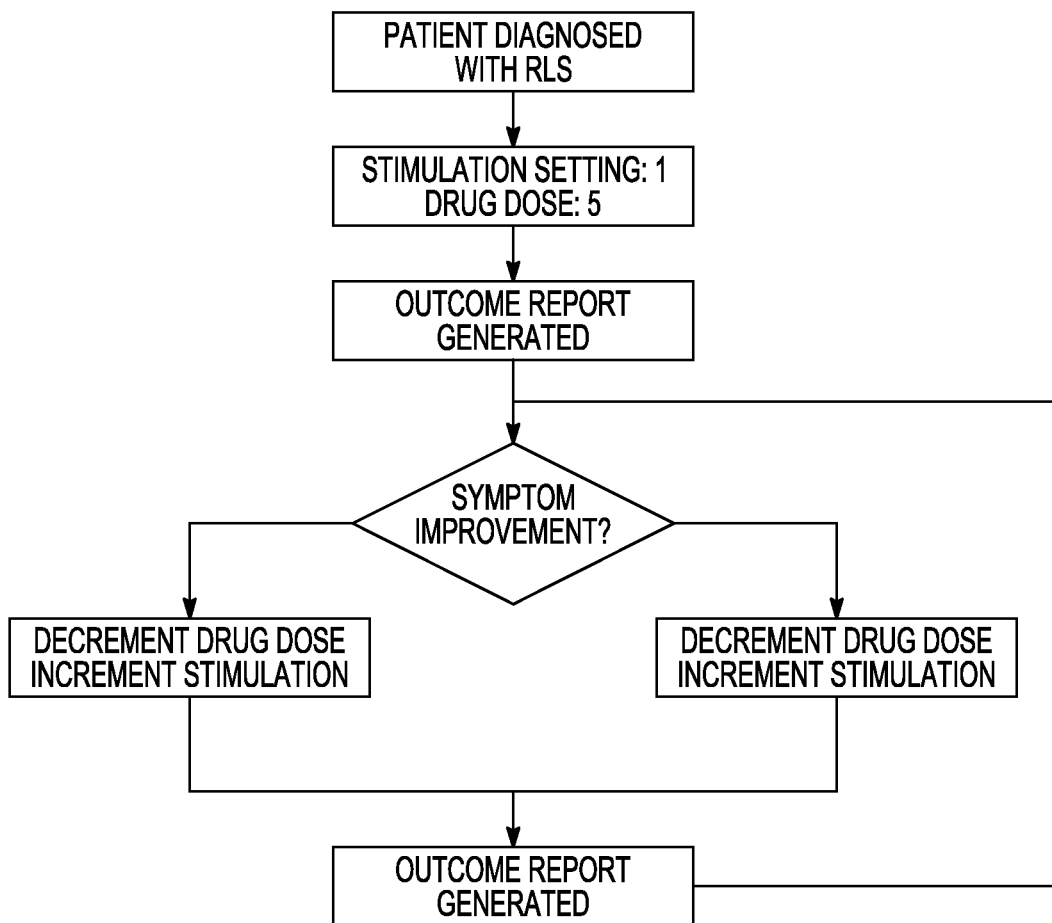 PATIENT DIAGNOSED
WITH RLS
STIMULATION SETTING: 1
DRUG DOSE: 5
OUTCOME REPORT
GENERATED
SYMPTOM
IMPROVEMENT?
DECREMENT DRUG DOSE
INCREMENT STIMULATION
DECREMENT DRUG DOSE
INCREMENT STIMULATION
OUTCOME REPORT
GENERATED